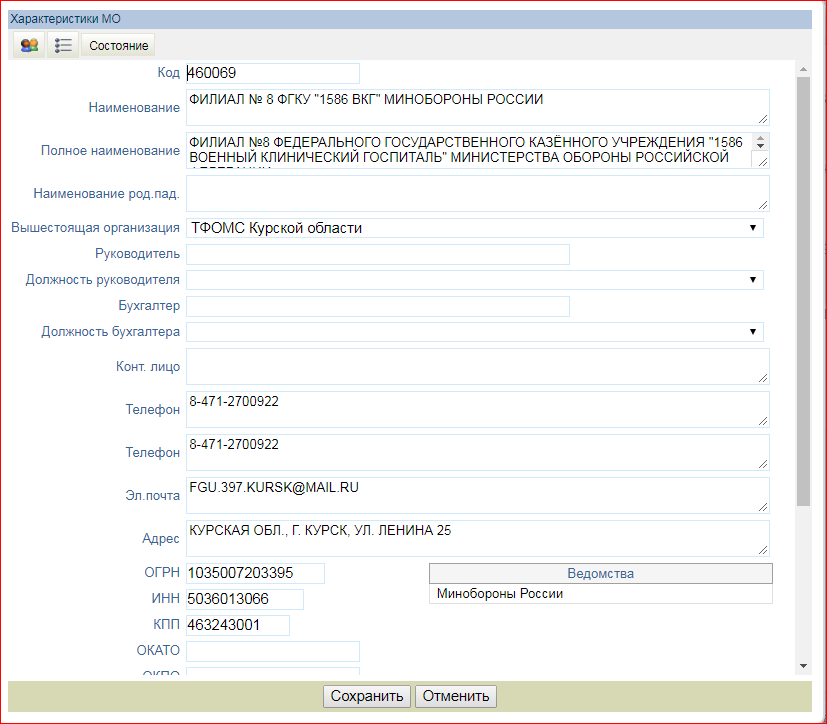 Характеристики МО
Состояние
Код 460069
Наименование ФИЛИАЛ № 8 ФГКУ "1586 ВКГ" МИНОБОРОНЫ РОССИИ
Полное наименование ФИЛИАЛ №8 ФЕДЕРАЛЬНОГО ГОСУДАРСТВЕННОГО КАЗЁННОГО УЧРЕЖДЕНИЯ "1586
ВОЕННЫЙ КЛИНИЧЕСКИЙ ГОСПИТАЛЬ" МИНИСТЕРСТВА ОБОРОНЫ РОССИЙСКОЙ
Наименование род.пад.
Вышестоящая организация ТФОМС Курской области
Руководитель
Должность руководителя
Бухгалтер
Должность бухгалтера
Конт. лицо
Телефон 8-471-2700922
Телефон 8-471-2700922
Эл.почта FGU.397.KURSK@MAIL.RU
Адрес КУРСКАЯ ОБЛ., Г. КУРСК, УЛ. ЛЕНИНА 25
ОГРН 1035007203395 Ведомства
ИНН 5036013066 Минобороны России
КПП 463243001
ОКАТО
Сохранить Отменить